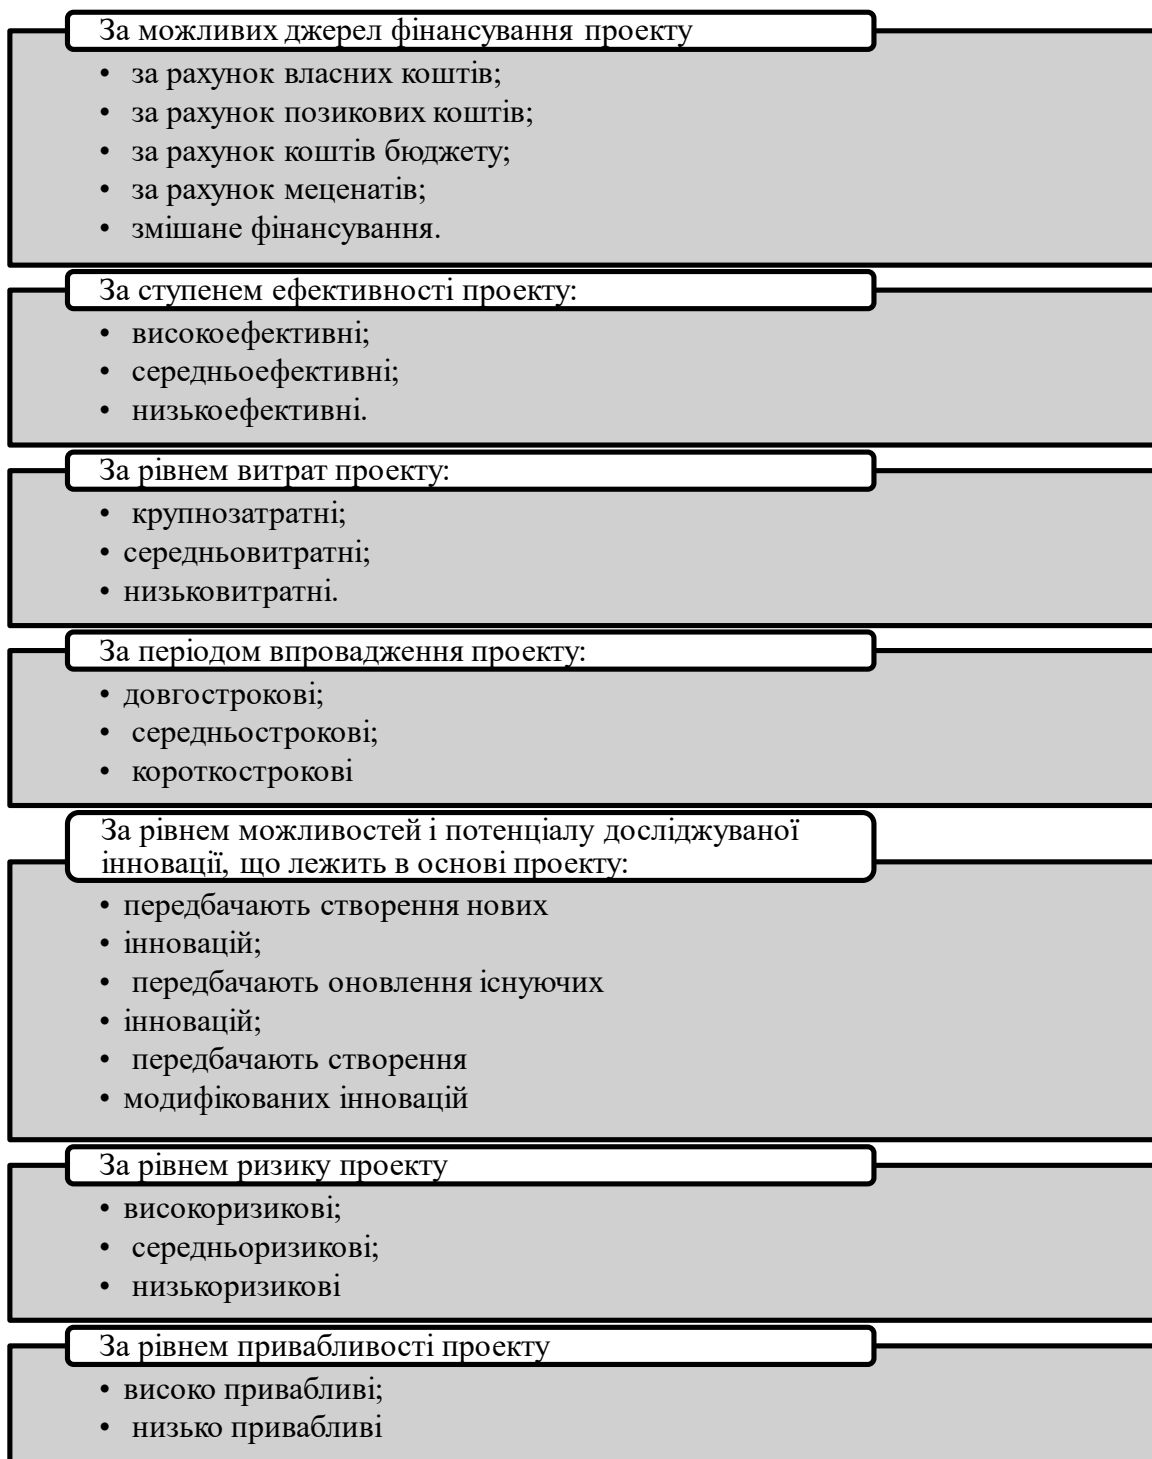 За можливих джерел фінансування проекту
• за рахунок власних коштів;
• за рахунок позикових коштів;
• за рахунок коштів бюджету;
• за рахунок меценатів;
• змішане фінансування.
За ступенем ефективності проекту:
• високоефективні;
• середньоефективні;
• низькоефективні.
За рівнем витрат проекту:
• крупнозатратні;
• середньовитратні;
• низьковитратні.
За періодом впровадження проекту:
• довгострокові;
• середньострокові;
• короткострокові
За рівнем можливостей і потенціалу досліджуваної
інновації, що лежить в основі проекту:
• передбачають створення нових
• інновацій;
• передбачають оновлення існуючих
• інновацій;
• передбачають створення
• модифікованих інновацій
За рівнем ризику проекту
• високоризикові;
• середньоризикові;
• низькоризикові
За рівнем привабливості проекту
• високо привабливі;
• низько привабливі